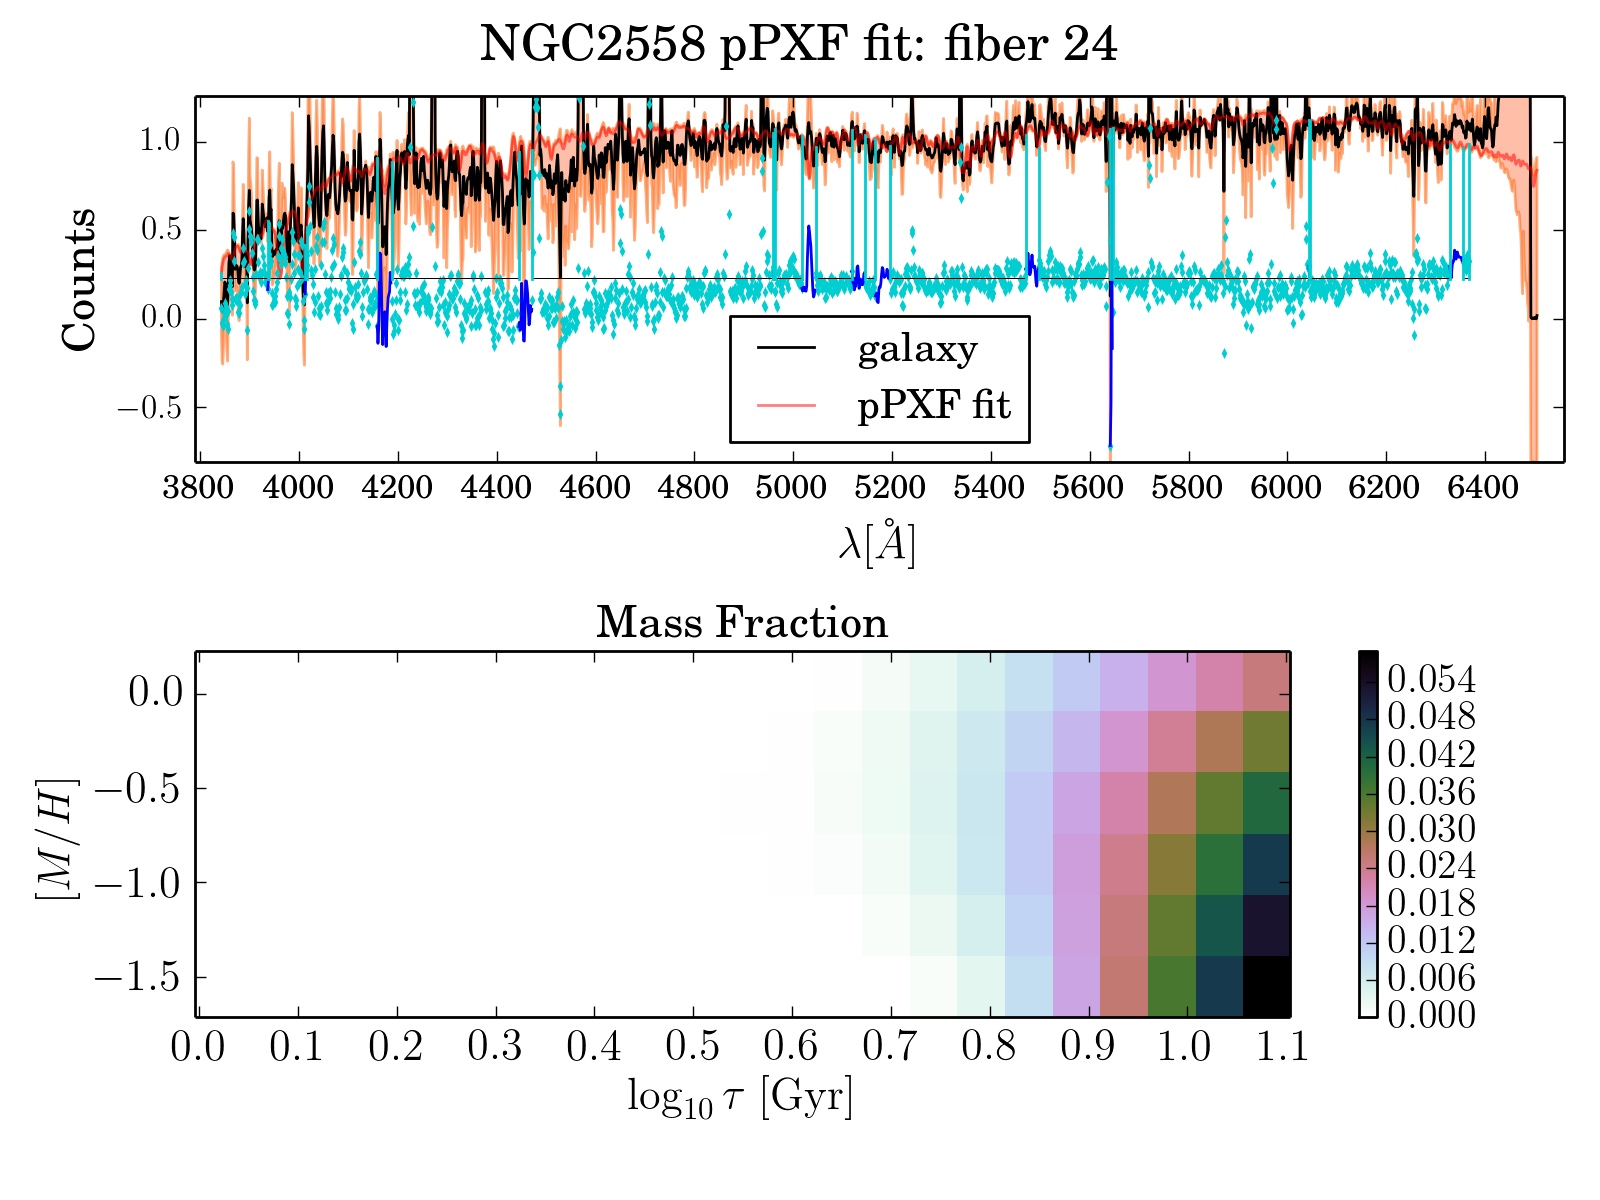 NGC2558 pPXF fit: fiber 24
1.0
0.5
0.0
−0.5
Counts
galaxy
pPXF fit
3800 4000 4200 4400 4600 4800 5000 5200 5400 5600 5800 6000 6200 6400
λ[Å]
Mass Fraction
0.0
−0.5
−1.0
−1.5
[M/H]
0.0 0.1 0.2 0.3 0.4 0.5 0.6 0.7 0.8 0.9 1.0 1.1
log₁₀ τ [Gyr]
0.054
0.048
0.042
0.036
0.030
0.024
0.018
0.012
0.006
0.000